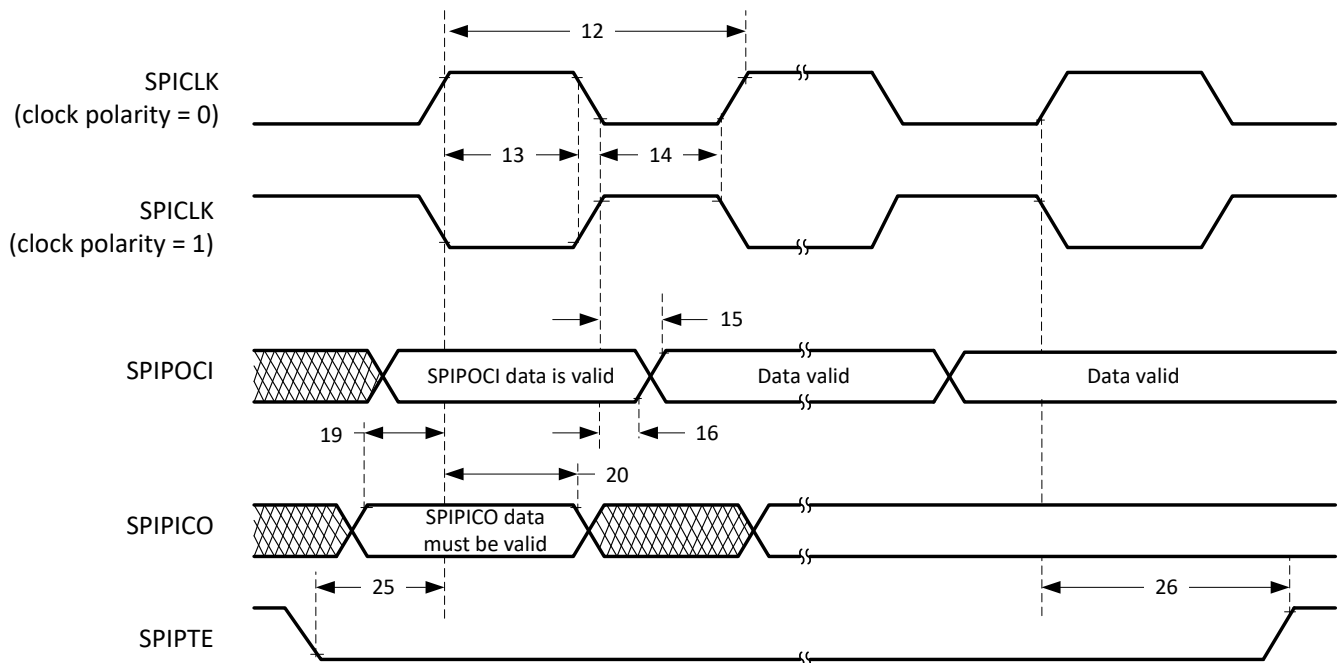 12
SPICLK
(clock polarity = 0)
13
14
SPICLK
(clock polarity = 1)
15
SPIPOCI
SPIPOCI data is valid
Data valid
Data valid
19
16
20
SPIPICO
SPIPICO data
must be valid
25
26
SPIPTE